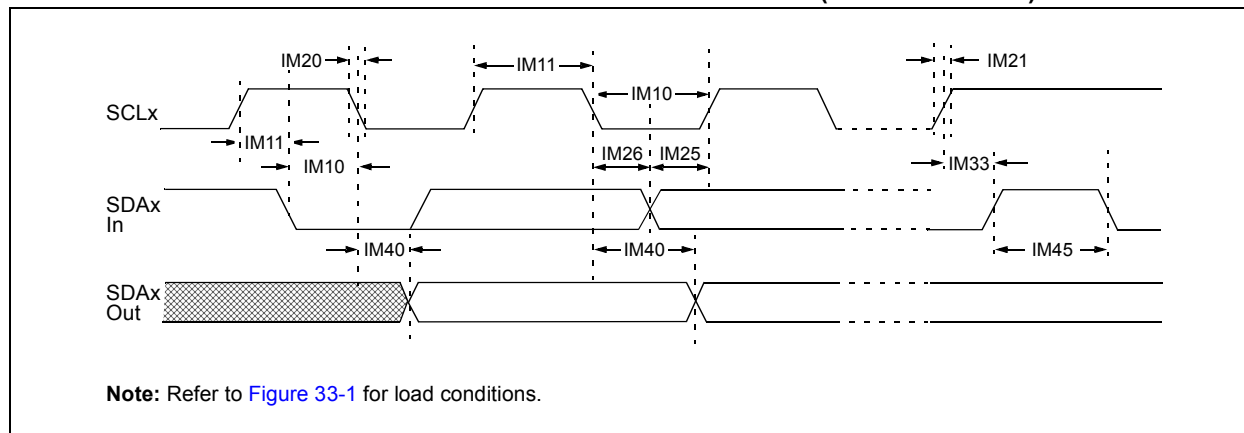 IM20
IM11
IM21
SCLx
IM10
IM11
IM10
IM26
IM25
IM33
SDAx
In
IM40
IM40
IM45
SDAx
Out
Note: Refer to Figure 33-1 for load conditions.